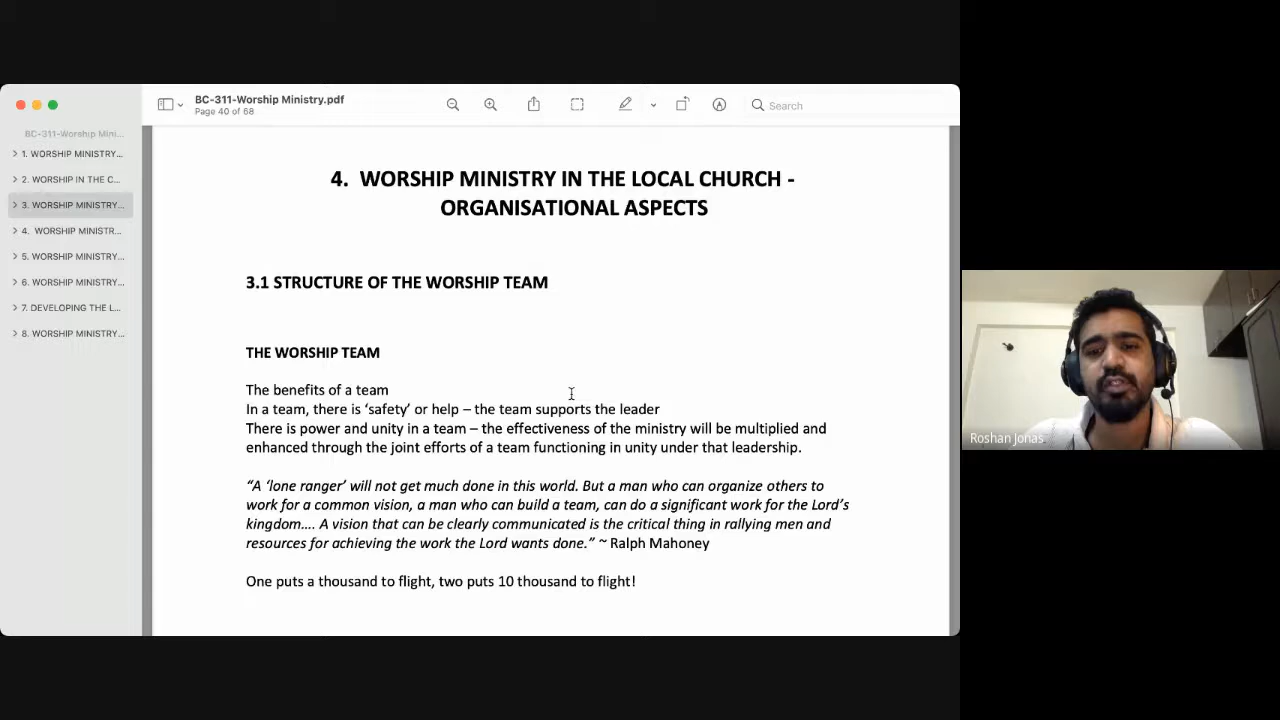 BC-311-Worship Ministry.pdf
Page 40 of 68
Search
BC-311-Worship Mini...
1. WORSHIP MINISTRY...
2. WORSHIP IN THE C...
3. WORSHIP MINISTRY...
4. WORSHIP MINISTR...
5. WORSHIP MINISTRY...
6. WORSHIP MINISTRY...
7. DEVELOPING THE L...
8. WORSHIP MINISTRY...
4. WORSHIP MINISTRY IN THE LOCAL CHURCH -
ORGANISATIONAL ASPECTS
3.1 STRUCTURE OF THE WORSHIP TEAM
THE WORSHIP TEAM
The benefits of a team
In a team, there is ‘safety’ or help – the team supports the leader
There is power and unity in a team – the effectiveness of the ministry will be multiplied and
enhanced through the joint efforts of a team functioning in unity under that leadership.
“A ‘lone ranger’ will not get much done in this world. But a man who can organize others to
work for a common vision, a man who can build a team, can do a significant work for the Lord’s
kingdom…. A vision that can be clearly communicated is the critical thing in rallying men and
resources for achieving the work the Lord wants done.” ~ Ralph Mahoney
One puts a thousand to flight, two puts 10 thousand to flight!
Roshan Jonas